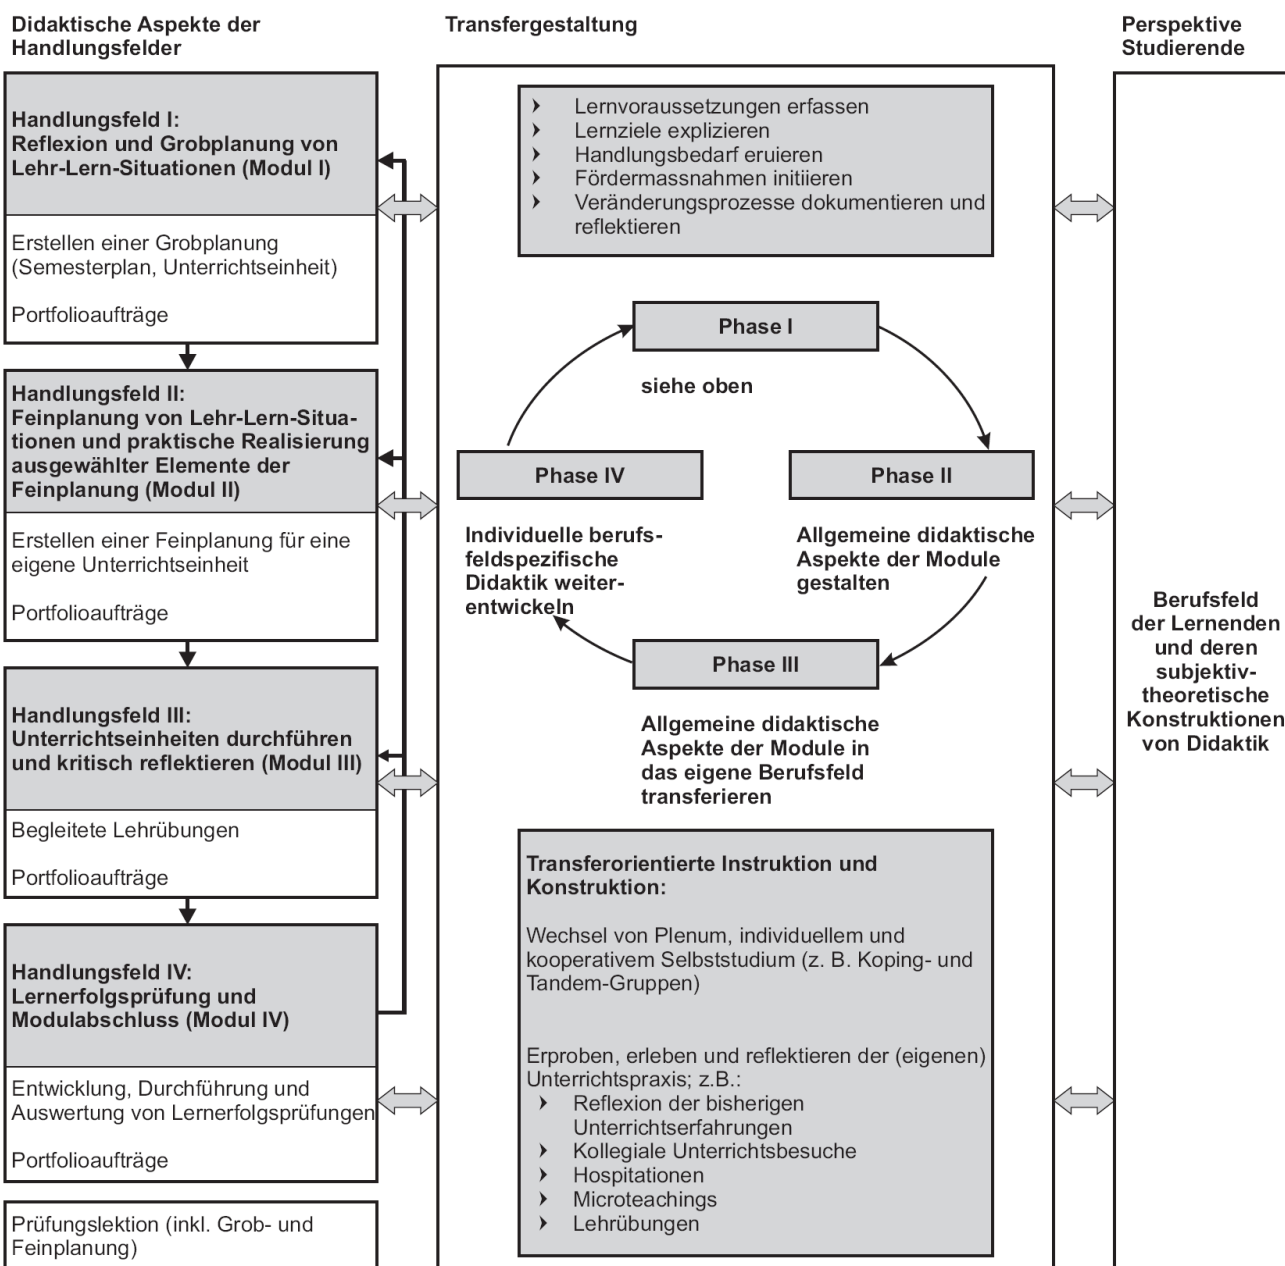 Didaktische Aspekte der
Handlungsfelder
Handlungsfeld I:
Reflexion und Grobplanung von
Lehr-Lern-Situationen (Modul I)
Erstellen einer Grobplanung
(Semesterplan, Unterrichtseinheit)
Portfolioaufträge
Handlungsfeld II:
Feinplanung von Lehr-Lern-Situa-
tionen und praktische Realisierung
ausgewählter Elemente der
Feinplanung (Modul II)
Erstellen einer Feinplanung für eine
eigene Unterrichtseinheit
Portfolioaufträge
Handlungsfeld III:
Unterrichtseinheiten durchführen
und kritisch reflektieren (Modul III)
Begleitete Lehrübungen
Portfolioaufträge
Handlungsfeld IV:
Lernerfolgsprüfung und
Modulabschluss (Modul IV)
Entwicklung, Durchführung und
Auswertung von Lernerfolgsprüfungen
Portfolioaufträge
Prüfungslektion (inkl. Grob- und
Feinplanung)
Transfergestaltung
Lernvoraussetzungen erfassen
Lernziele explizieren
Handlungsbedarf eruieren
Fördermassnahmen initiieren
Veränderungsprozesse dokumentieren und
reflektieren
Phase I
siehe oben
Phase II
Allgemeine didaktische
Aspekte der Module
gestalten
Phase III
Allgemeine didaktische
Aspekte der Module in
das eigene Berufsfeld
transferieren
Phase IV
Individuelle berufs-
feldspezifische
Didaktik weiter-
entwickeln
Transferorientierte Instruktion und
Konstruktion:
Wechsel von Plenum, individuellem und
kooperativem Selbststudium (z. B. Koping- und
Tandem-Gruppen)
Erproben, erleben und reflektieren der (eigenen)
Unterrichtspraxis; z.B.:
Reflexion der bisherigen
Unterrichtserfahrungen
Kollegiale Unterrichtsbesuche
Hospitationen
Microteachings
Lehrübungen
Perspektive
Studierende
Berufsfeld
der Lernenden
und deren
subjektiv-
theoretische
Konstruktionen
von Didaktik